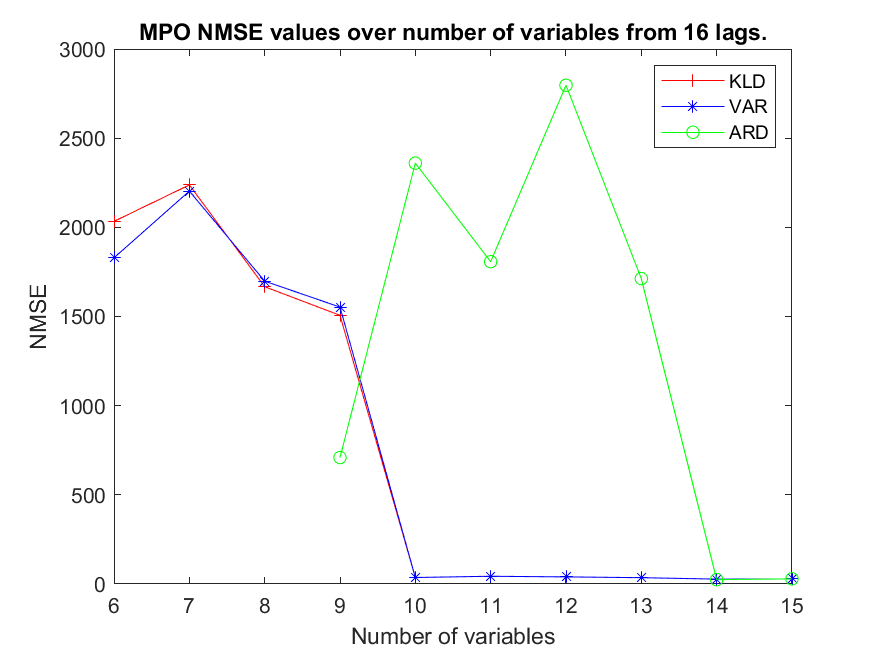 MPO NMSE values over number of variables from 16 lags.
3000
2500
2000
1500
1000
500
0
NMSE
KLD
VAR
ARD
6 7 8 9 10 11 12 13 14 15
Number of variables